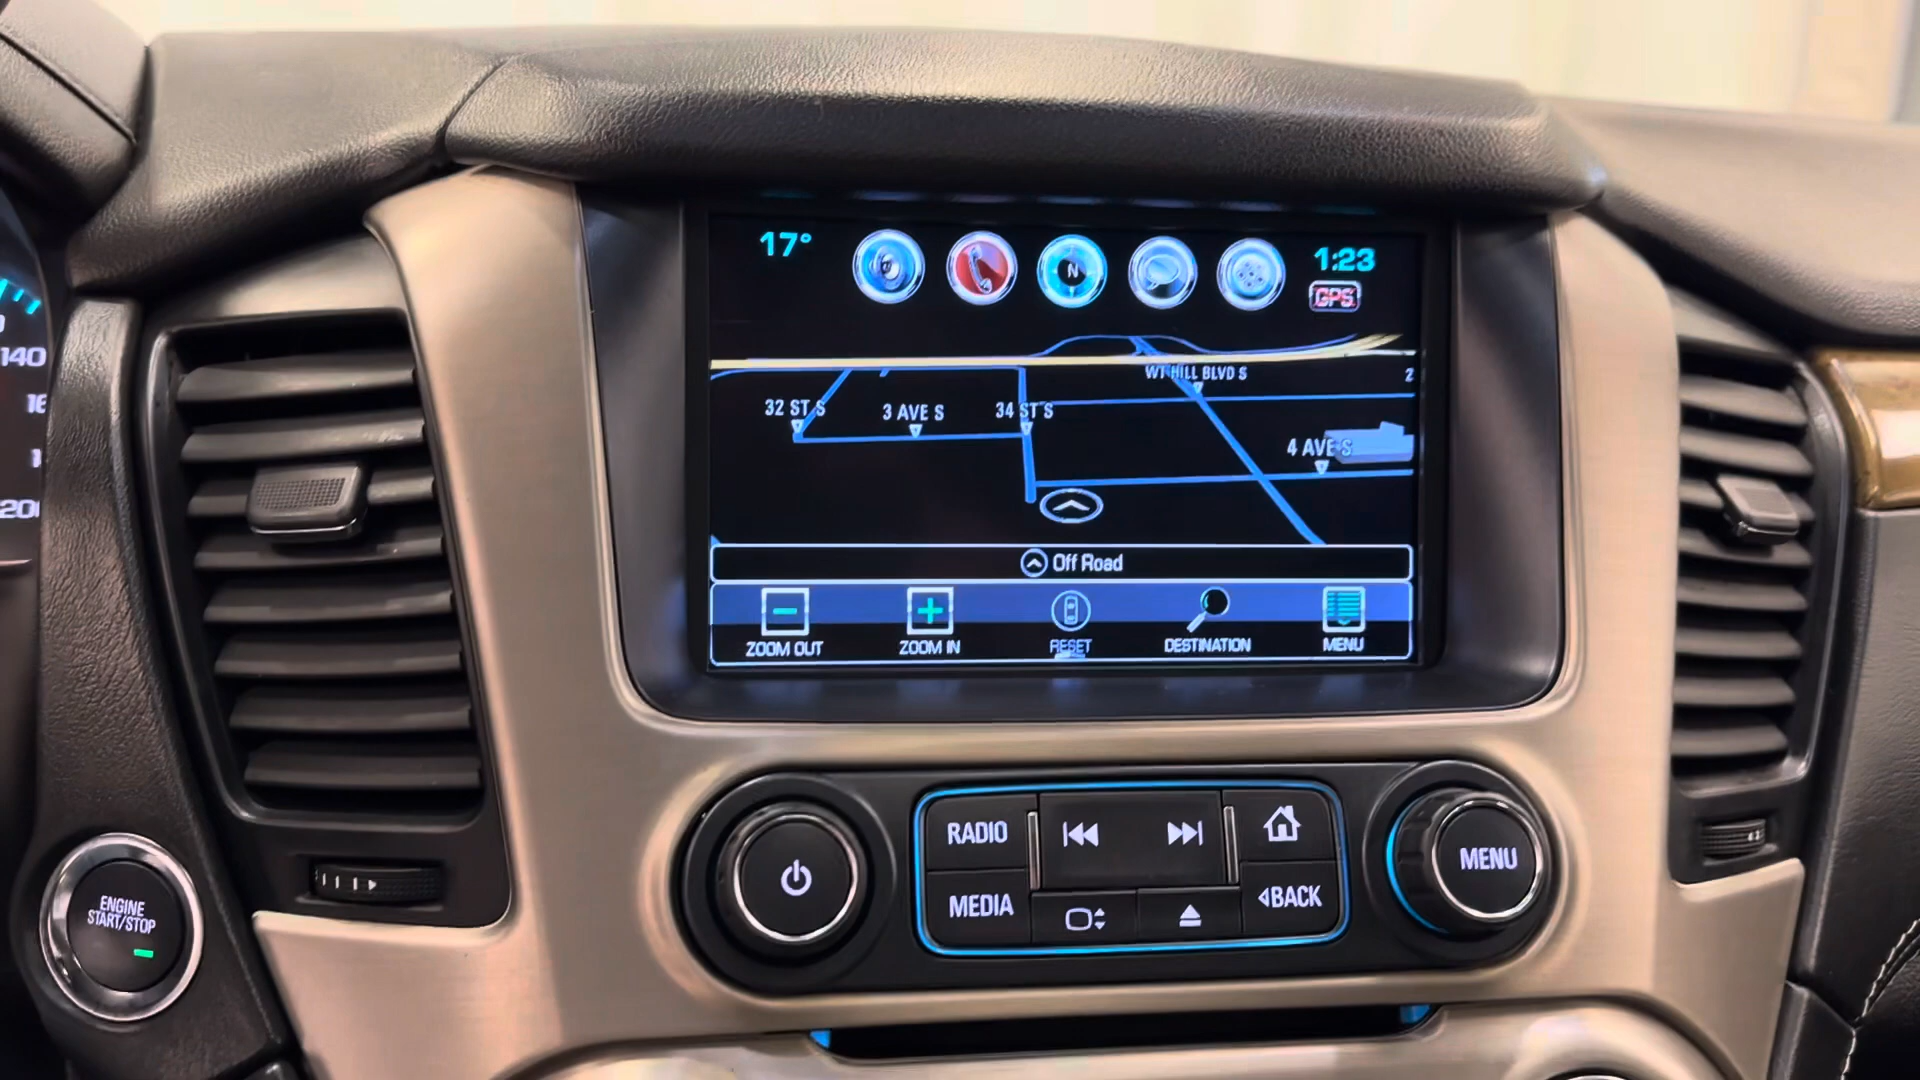 17°
1:23
N
GPS
WT HILL BLVD S
2
32 ST S
3 AVE S
34 ST S
4 AVE S
Off Road
ZOOM OUT
ZOOM IN
RESET
DESTINATION
MENU
140
RADIO
MEDIA
BACK
MENU
ENGINE
START/STOP